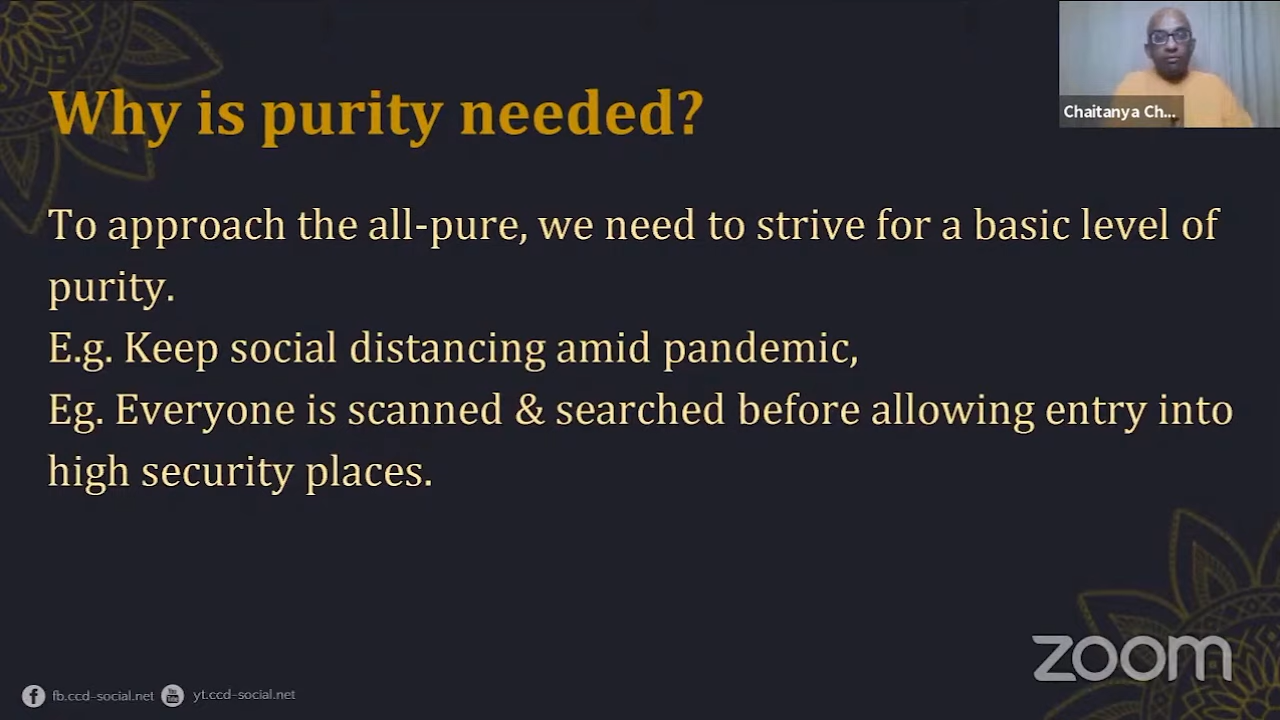 Why is purity needed?
Chaitanya Ch...
To approach the all-pure, we need to strive for a basic level of
purity.
E.g. Keep social distancing amid pandemic,
Eg. Everyone is scanned & searched before allowing entry into
high security places.
zoom
fb.ccd-social.net
You
Tube
yt.ccd-social.net